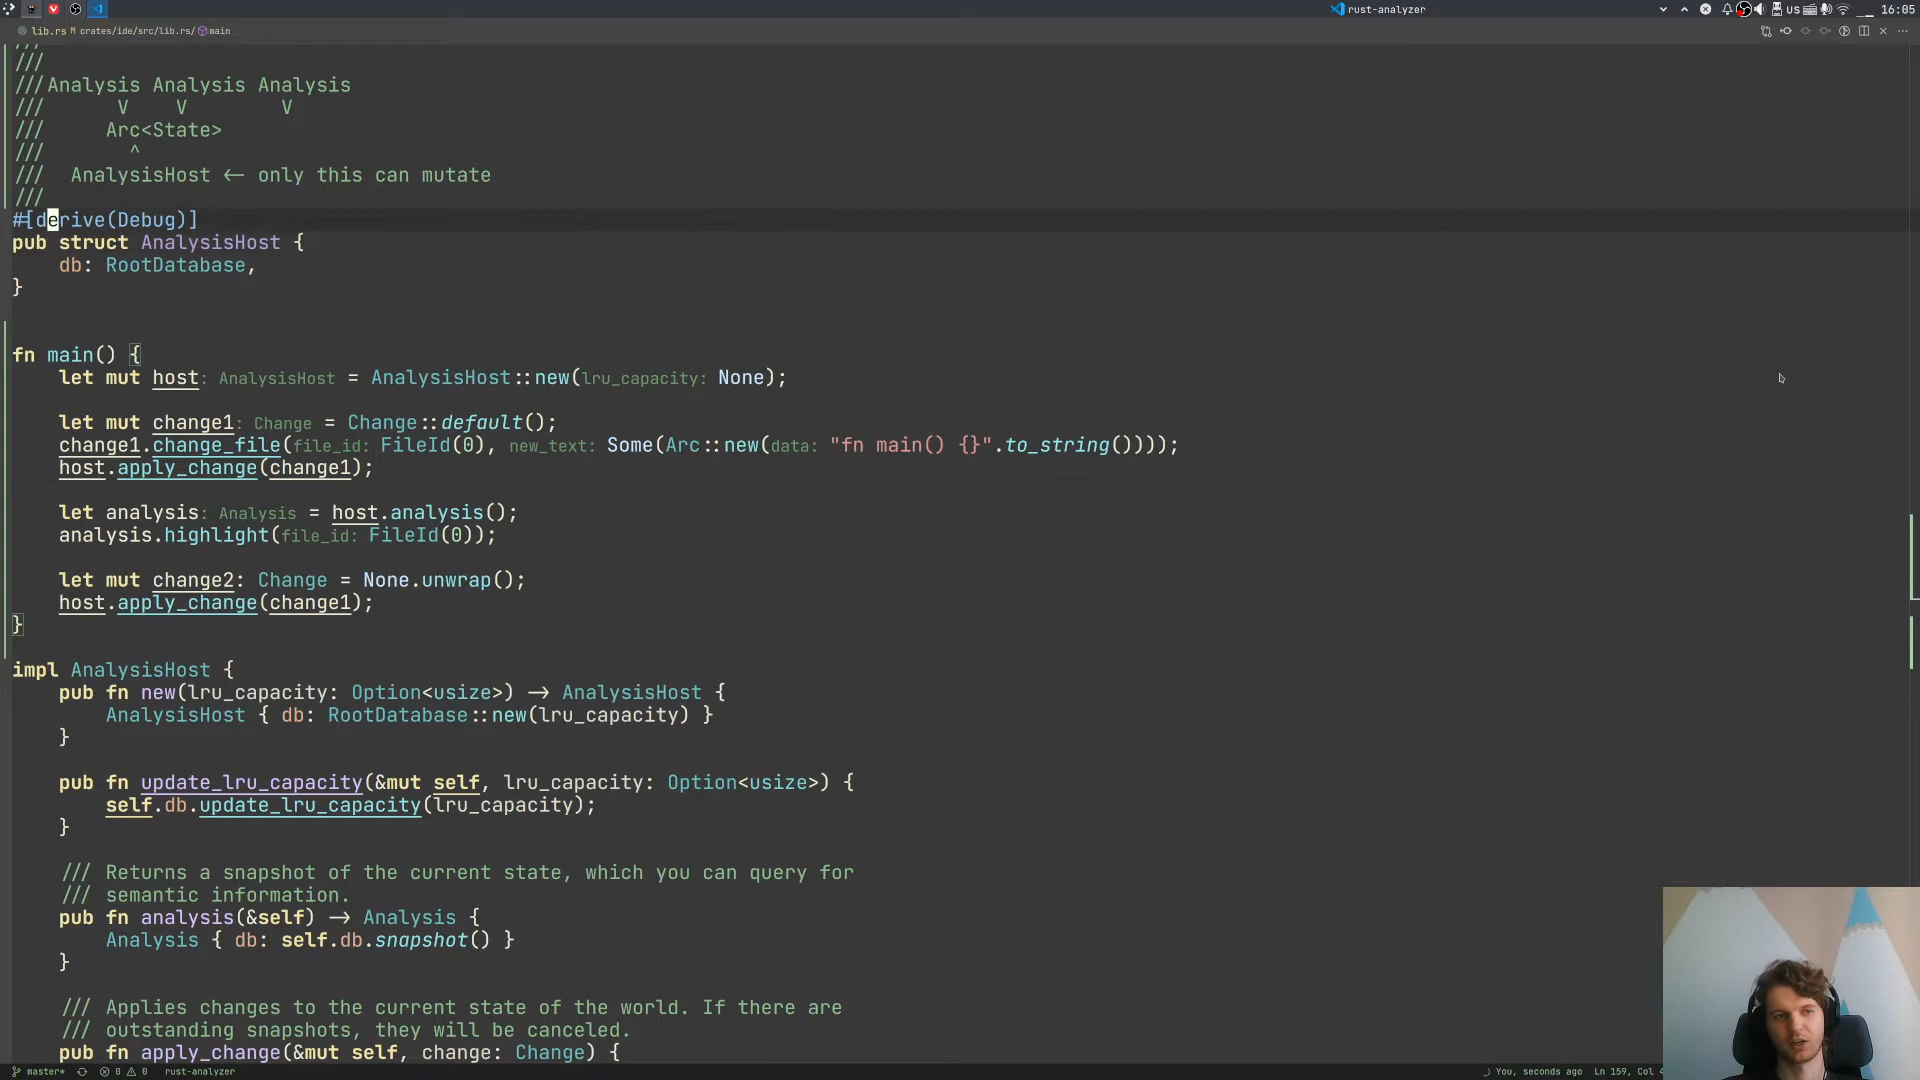 rust-analyzer
us
16:05
lib.rs M crates/ide/src/lib.rs/ main
///
///
///Analysis Analysis Analysis
/// V V V
/// Arc<State>
/// ^
/// AnalysisHost <- only this can mutate
///
#[derive(Debug)]
pub struct AnalysisHost {
db: RootDatabase,
}
fn main() {
let mut host: AnalysisHost = AnalysisHost::new(lru_capacity: None);
let mut change1: Change = Change::default();
change1.change_file(file_id: FileId(0), new_text: Some(Arc::new(data: "fn main() {}".to_string())));
host.apply_change(change1);
let analysis: Analysis = host.analysis();
analysis.highlight(file_id: FileId(0));
let mut change2: Change = None.unwrap();
host.apply_change(change1);
}
impl AnalysisHost {
pub fn new(lru_capacity: Option<usize>) -> AnalysisHost {
AnalysisHost { db: RootDatabase::new(lru_capacity) }
}
pub fn update_lru_capacity(&mut self, lru_capacity: Option<usize>) {
self.db.update_lru_capacity(lru_capacity);
}
/// Returns a snapshot of the current state, which you can query for
/// semantic information.
pub fn analysis(&self) -> Analysis {
Analysis { db: self.db.snapshot() }
}
/// Applies changes to the current state of the world. If there are
/// outstanding snapshots, they will be canceled.
pub fn apply_change(&mut self, change: Change) {
master* 0 0 rust-analyzer
You, seconds ago Ln 159, Col